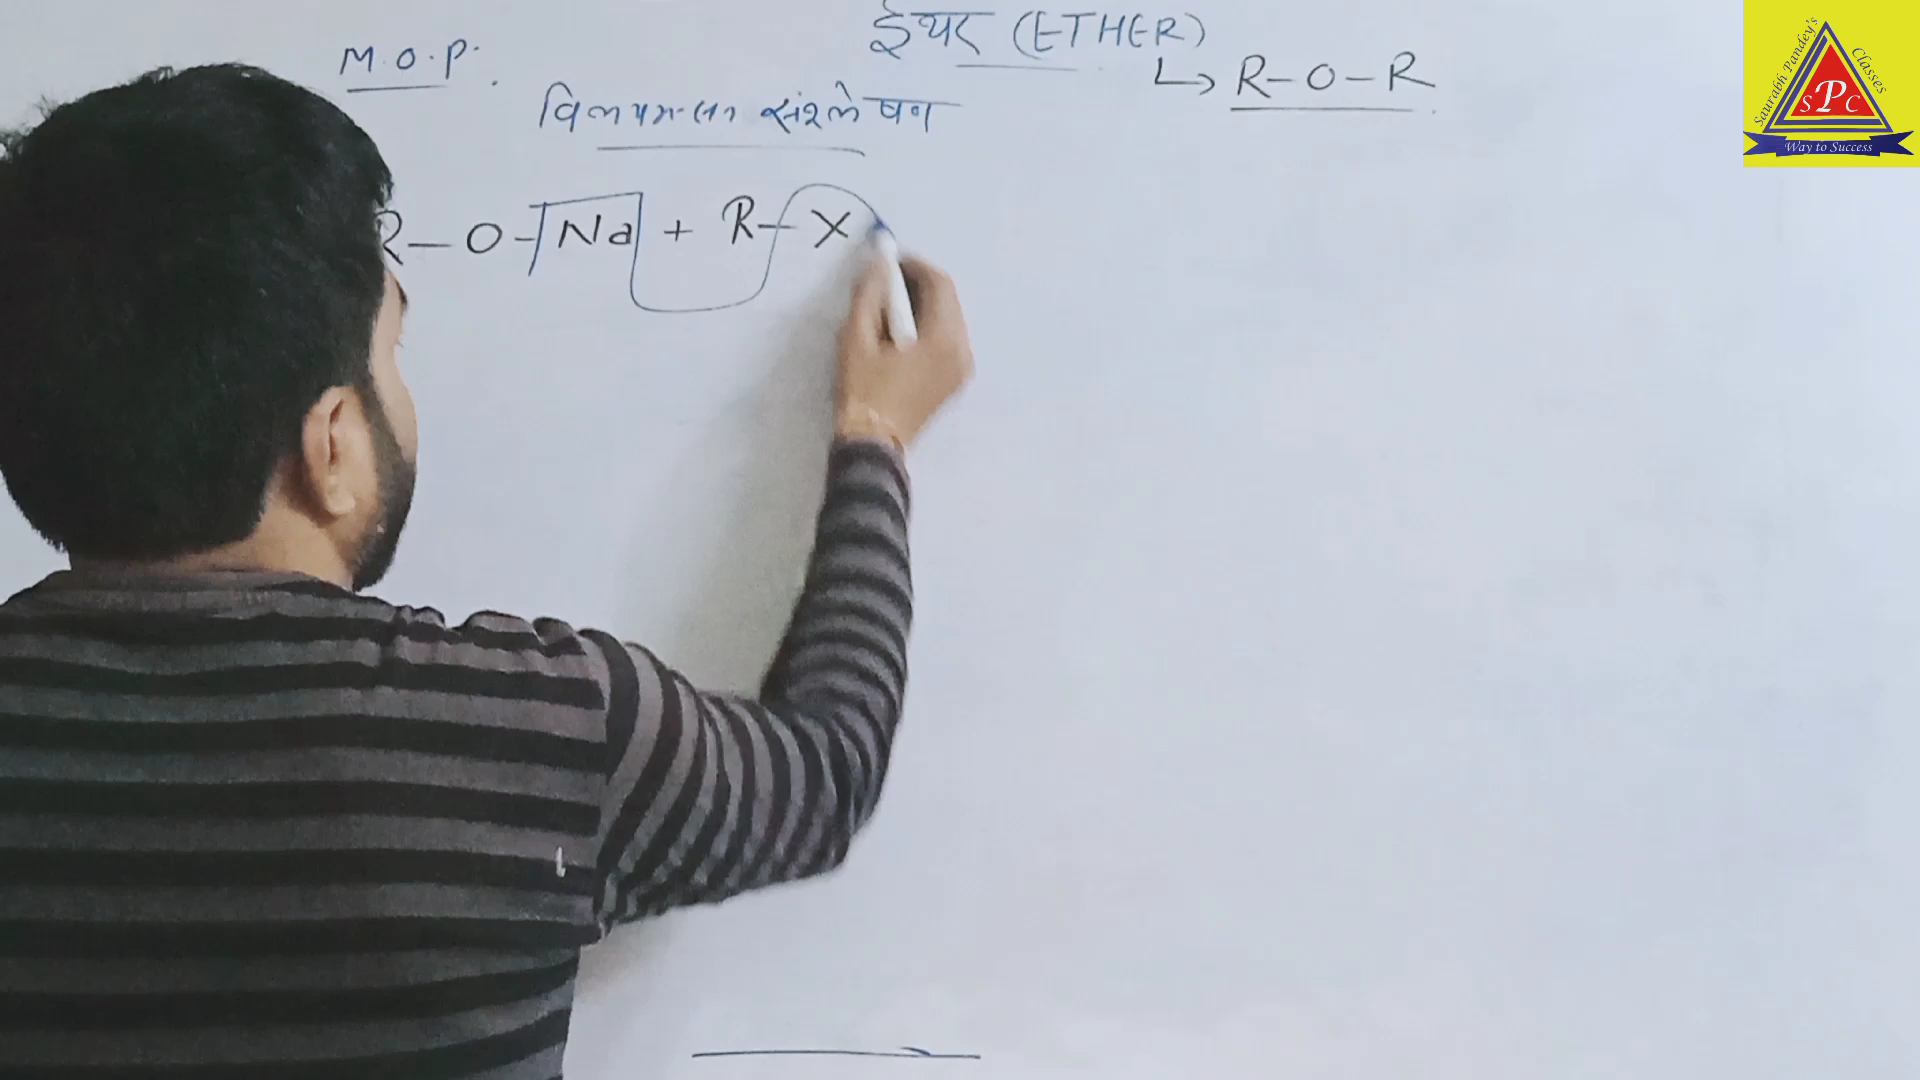 ईथर (ETHER)
M.O.P.
↳ R-O-R
विलियमसन संश्लेषण
R-O-Na + R-X
Saurabh Pandey's Classes
SPC
Way to Success